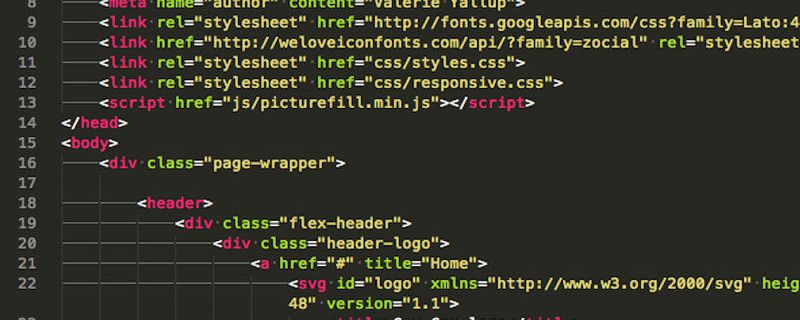 8 <meta name="author" content="Valerie Yallup">
9 <link rel="stylesheet" href="http://fonts.googleapis.com/css?family=Lato:4
10 <link href="http://weloveiconfonts.com/api/?family=zocial" rel="stylesheet
11 <link rel="stylesheet" href="css/styles.css">
12 <link rel="stylesheet" href="css/responsive.css">
13 <script href="js/picturefill.min.js"></script>
14 </head>
15 <body>
16 <div class="page-wrapper">
17
18 <header>
19 <div class="flex-header">
20 <div class="header-logo">
21 <a href="#" title="Home">
22 <svg id="logo" xmlns="http://www.w3.org/2000/svg" heig
48" version="1.1">